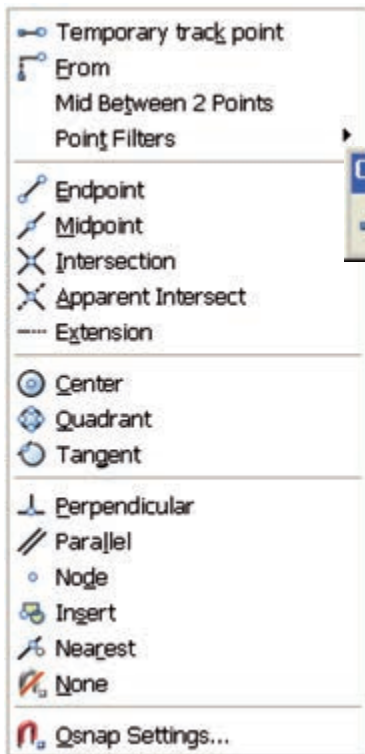 Temporary track point
From
Mid Between 2 Points
Point Filters
Endpoint
Midpoint
Intersection
Apparent Intersect
Extension
Center
Quadrant
Tangent
Perpendicular
Parallel
Node
Insert
Nearest
None
Osnap Settings...